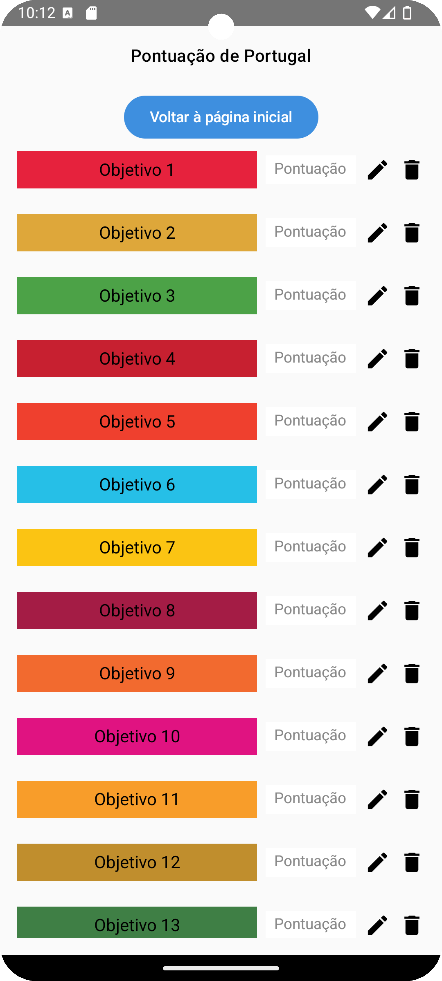 10:12
Pontuação de Portugal
Voltar à página inicial
Objetivo 1 Pontuação
Objetivo 2 Pontuação
Objetivo 3 Pontuação
Objetivo 4 Pontuação
Objetivo 5 Pontuação
Objetivo 6 Pontuação
Objetivo 7 Pontuação
Objetivo 8 Pontuação
Objetivo 9 Pontuação
Objetivo 10 Pontuação
Objetivo 11 Pontuação
Objetivo 12 Pontuação
Objetivo 13 Pontuação